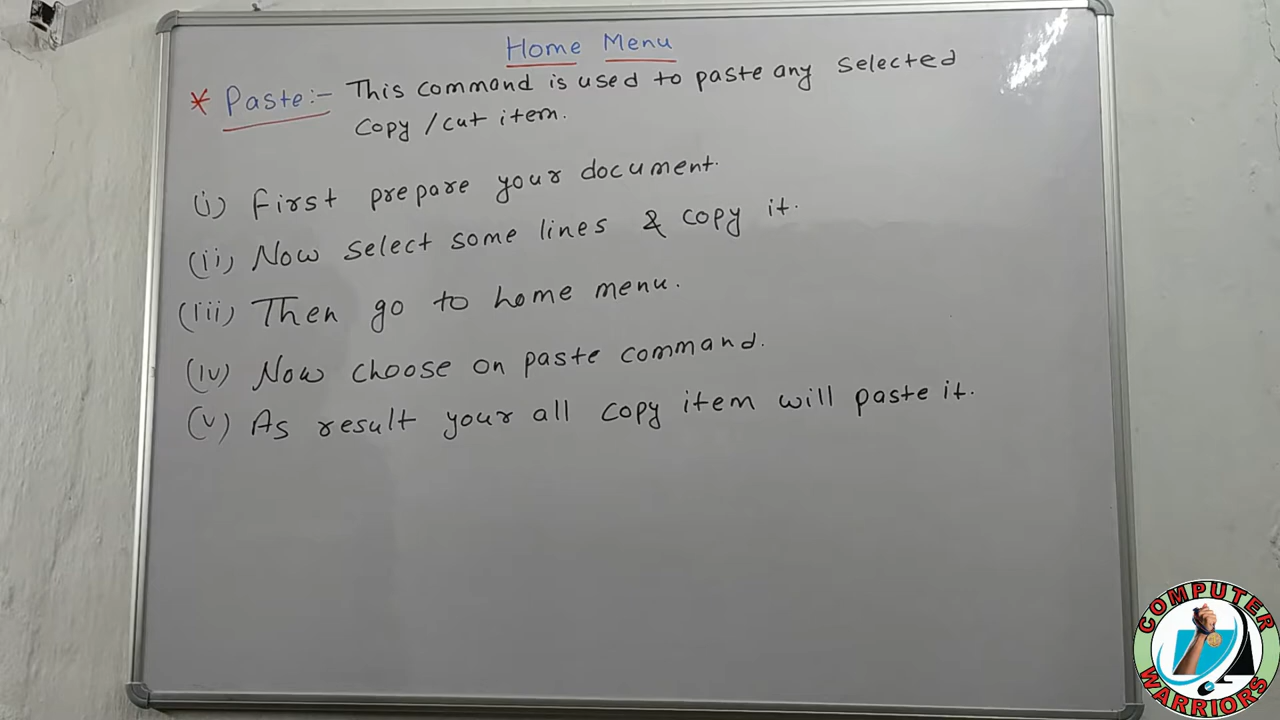 Home Menu
* Paste:- This command is used to paste any selected
copy / cut item.
(i) First prepare your document.
(ii) Now select some lines & copy it.
(iii) Then go to home menu.
(iv) Now choose on paste command.
(v) As result your all copy item will paste it.
COMPUTER
WARRIORS